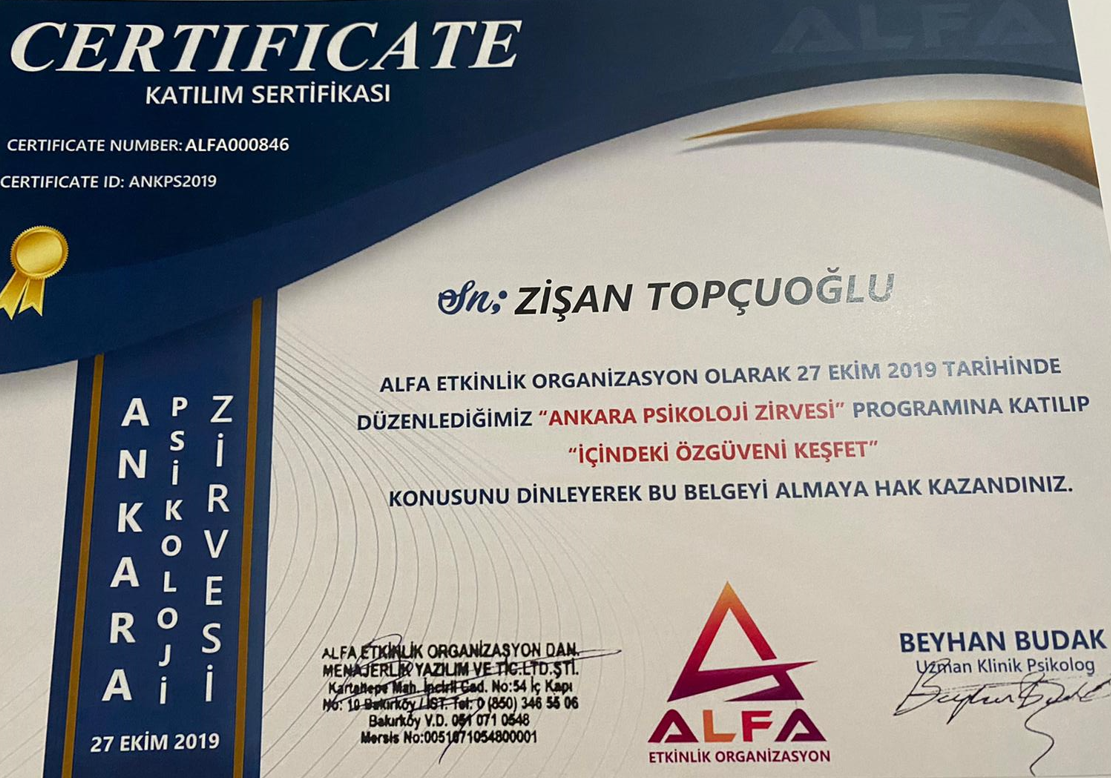 CERTIFICATE
KATILIM SERTİFİKASI
CERTIFICATE NUMBER: ALFA000846
CERTIFICATE ID: ANKPS2019
ALFA
Sn; ZİŞAN TOPÇUOĞLU
ALFA ETKİNLİK ORGANİZASYON OLARAK 27 EKİM 2019 TARİHİNDE
DÜZENLEDİĞİMİZ “ANKARA PSİKOLOJİ ZİRVESİ” PROGRAMINA KATILIP
“İÇİNDEKİ ÖZGÜVENİ KEŞFET”
KONUSUNU DİNLEYEREK BU BELGEYİ ALMAYA HAK KAZANDINIZ.
ANKARA
PSİKOLOJİ
ZİRVESİ
27 EKİM 2019
ALFA ETKİNLİK ORGANİZASYON DAN.
MENAJERLİK YAZILIM VE TİC.LTD.ŞTİ.
Kartaltepe Mah. İncirli Cad. No:54 İç Kapı
No: 10 Bakırköy / İST. Tel: 0 (850) 346 55 06
Bakırköy V.D. 051 071 0548
Mersis No:0051071054800001
ALFA
ETKİNLİK ORGANİZASYON
BEYHAN BUDAK
Uzman Klinik Psikolog